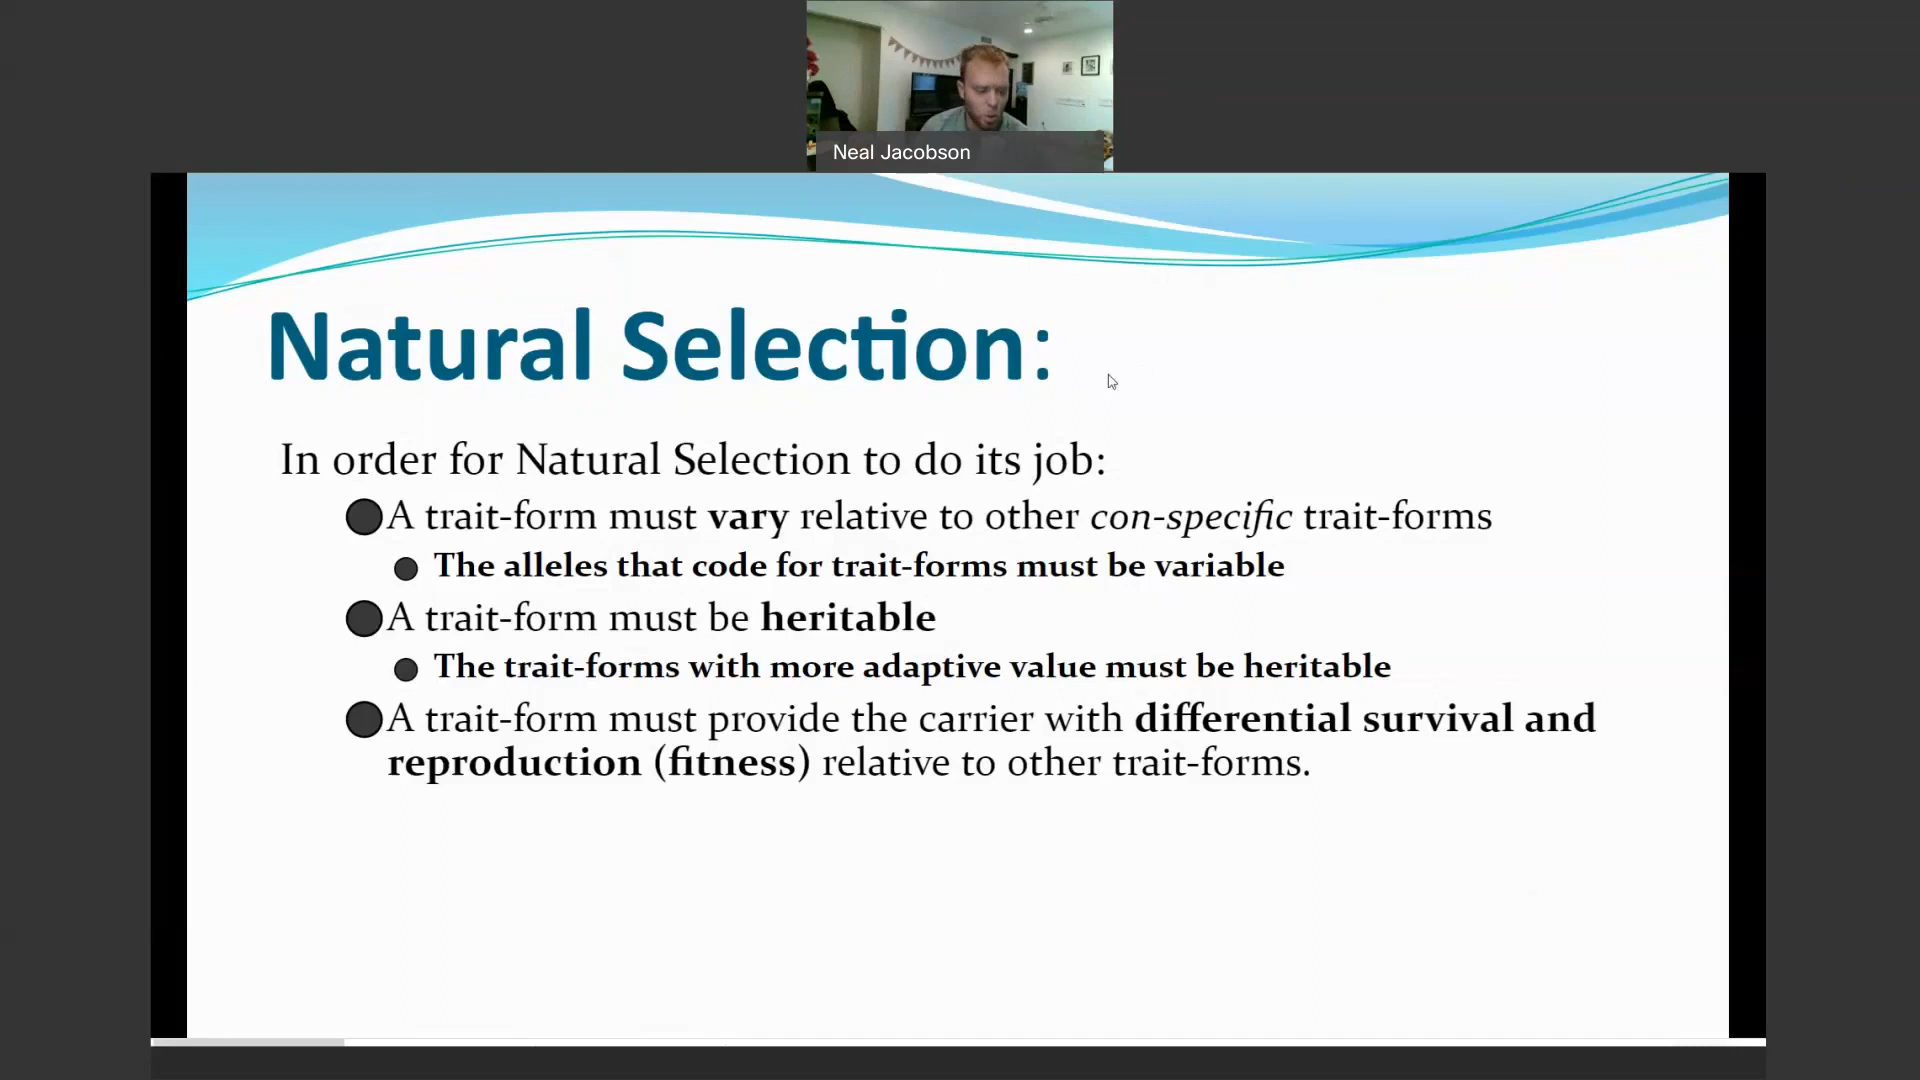 Neal Jacobson
Natural Selection:
In order for Natural Selection to do its job:
A trait-form must vary relative to other con-specific trait-forms
The alleles that code for trait-forms must be variable
A trait-form must be heritable
The trait-forms with more adaptive value must be heritable
A trait-form must provide the carrier with differential survival and
reproduction (fitness) relative to other trait-forms.